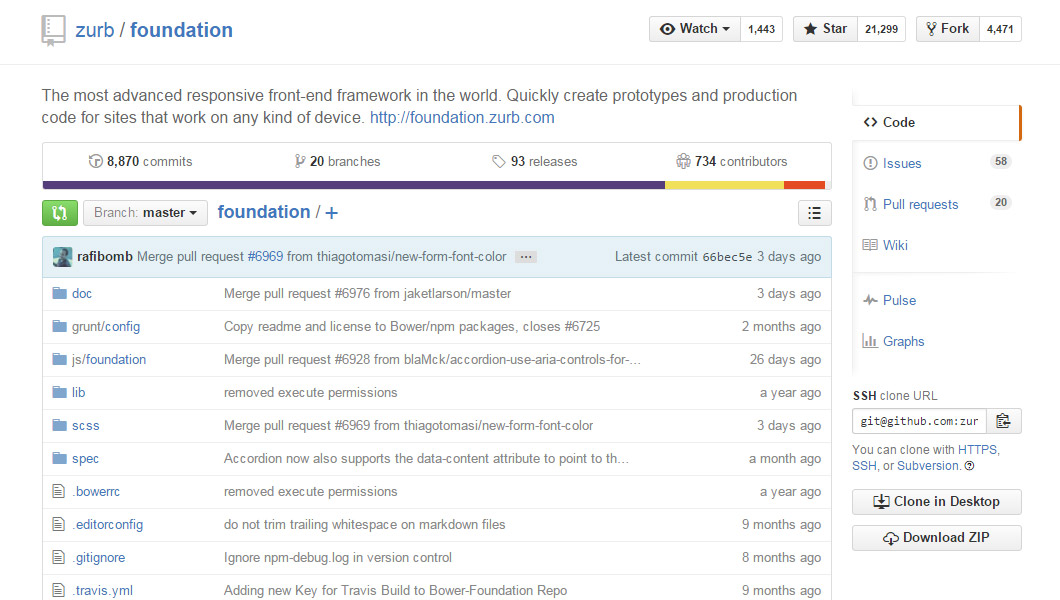 zurb / foundation
Watch 1,443 Star 21,299 Fork 4,471
The most advanced responsive front-end framework in the world. Quickly create prototypes and production
code for sites that work on any kind of device. http://foundation.zurb.com
8,870 commits 20 branches 93 releases 734 contributors
Branch: master foundation / +
rafibomb Merge pull request #6969 from thiagotomasi/new-form-font-color ... Latest commit 66bec5e 3 days ago
doc Merge pull request #6976 from jaketlarson/master 3 days ago
grunt/config Copy readme and license to Bower/npm packages, closes #6725 2 months ago
js/foundation Merge pull request #6928 from blaMck/accordion-use-aria-controls-for-... 26 days ago
lib removed execute permissions a year ago
scss Merge pull request #6969 from thiagotomasi/new-form-font-color 3 days ago
spec Accordion now also supports the data-content attribute to point to th... a month ago
.bowerrc removed execute permissions a year ago
.editorconfig do not trim trailing whitespace on markdown files 9 months ago
.gitignore Ignore npm-debug.log in version control 8 months ago
.travis.yml Adding new Key for Travis Build to Bower-Foundation Repo 9 months ago
Code
Issues 58
Pull requests 20
Wiki
Pulse
Graphs
SSH clone URL
git@github.com:zur
You can clone with HTTPS,
SSH, or Subversion.
Clone in Desktop
Download ZIP